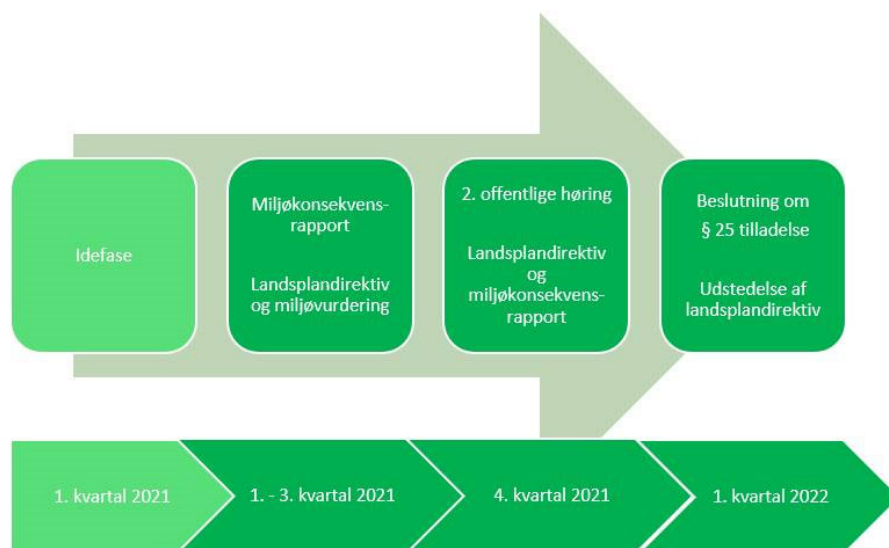 Idefase
Miljøkonsekvens-
rapport
Landsplandirektiv
og miljøvurdering
2. offentlige høring
Landsplandirektiv
og
miljøkonsekvens-
rapport
Beslutning om
§ 25 tilladelse
Udstedelse af
landsplandirektiv
1. kvartal 2021
1. - 3. kvartal 2021
4. kvartal 2021
1. kvartal 2022